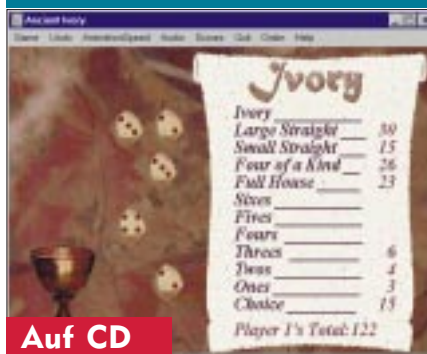 Ancient Ivory
Game Undo AnimationSpeed Audio Scores Quit Order Help
Ivory
Ivory
Large Straight 30
Small Straight 15
Four of a Kind 26
Full House 23
Sixes
Fives
Fours
Threes 6
Twos 4
Ones 3
Choice 15
Player 1's Total: 122
Auf CD